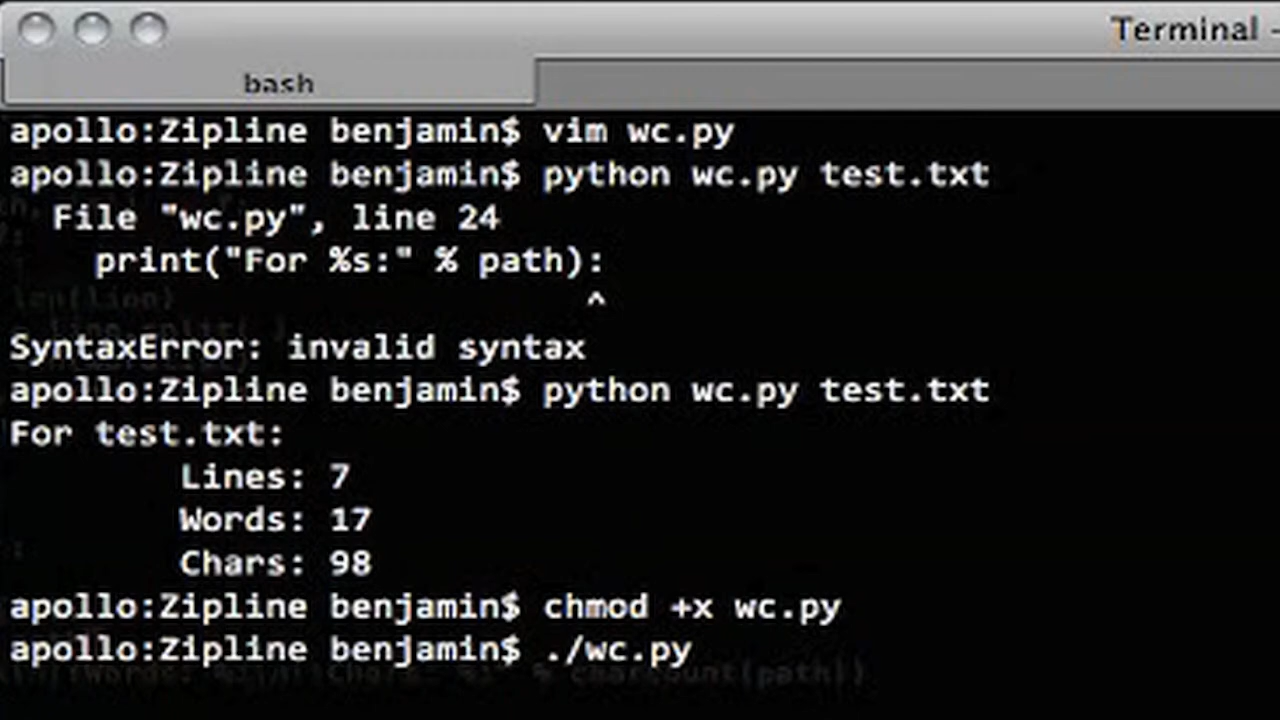 Terminal -
bash
apollo:Zipline benjamin$ vim wc.py
apollo:Zipline benjamin$ python wc.py test.txt
  File "wc.py", line 24
    print("For %s:" % path):
                           ^
SyntaxError: invalid syntax
apollo:Zipline benjamin$ python wc.py test.txt
For test.txt:
        Lines: 7
        Words: 17
        Chars: 98
apollo:Zipline benjamin$ chmod +x wc.py
apollo:Zipline benjamin$ ./wc.py